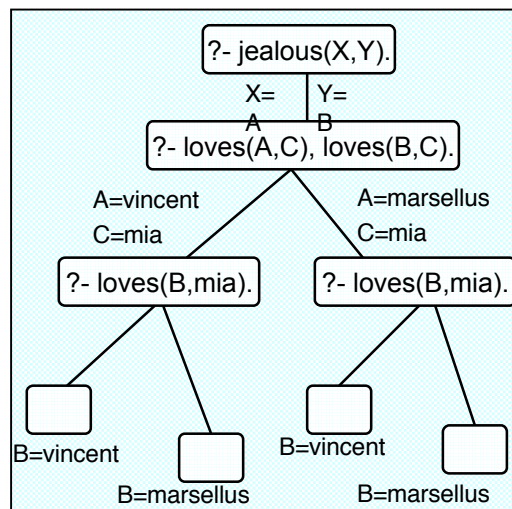 ?- jealous(X,Y).
X= Y=
A B
?- loves(A,C), loves(B,C).
A=vincent A=marsellus
C=mia C=mia
?- loves(B,mia). ?- loves(B,mia).
B=vincent B=vincent
B=marsellus B=marsellus